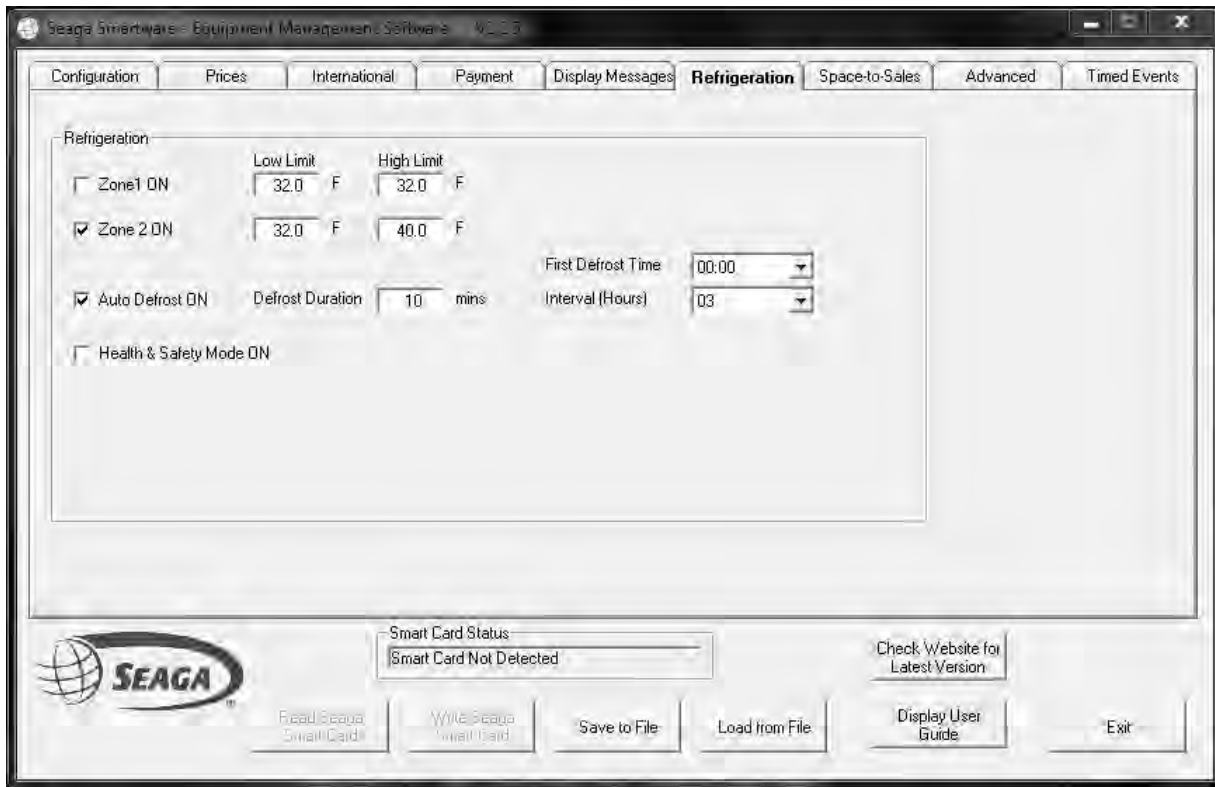 Seaga Smartware - Equipment Management Software
Configuration Prices International Payment Display Messages Refrigeration Space-to-Sales Advanced Timed Events
Refrigeration
Low Limit High Limit
Zone1 ON 32.0 F 32.0 F
Zone 2 ON 32.0 F 40.0 F
First Defrost Time 00:00
Auto Defrost ON Defrost Duration 10 mins Interval (Hours) 03
Health & Safety Mode ON
Smart Card Status
Smart Card Not Detected
Check Website for
Latest Version
SEAGA
®
Read Seaga
Smart Card
Write Seaga
Smart Card
Save to File
Load from File
Display User
Guide
Exit